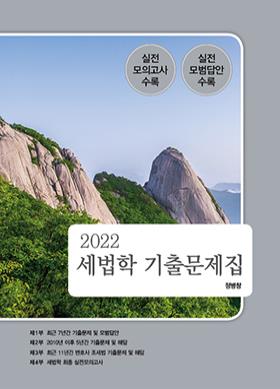 실전
모의고사
수록
실전
모범답안
수록
2022
세법학 기출문제집
정병창
제1부 최근 7년간 기출문제 및 모범답안
제2부 2010년 이후 5년간 기출문제 및 해답
제3부 최근 11년간 변호사 조세법 기출문제 및 해답
제4부 세법학 최종 실전모의고사